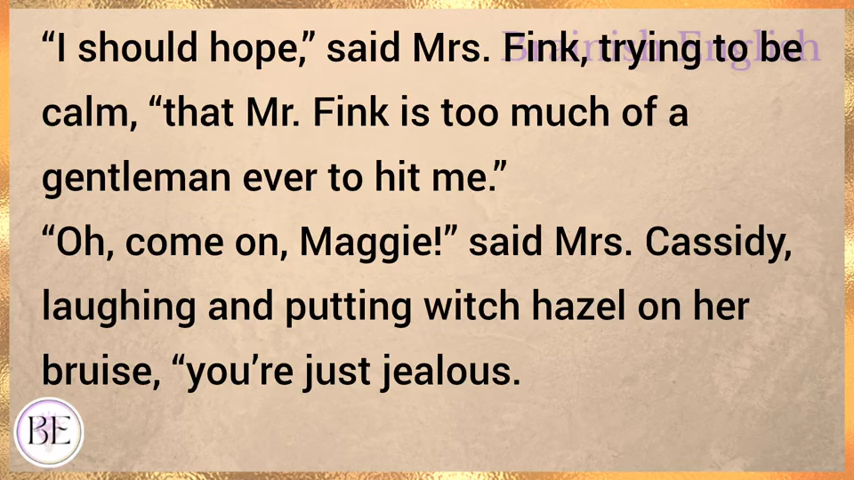 Brainish English
“I should hope,” said Mrs. Fink, trying to be
calm, “that Mr. Fink is too much of a
gentleman ever to hit me.”
“Oh, come on, Maggie!” said Mrs. Cassidy,
laughing and putting witch hazel on her
bruise, “you’re just jealous.
BE